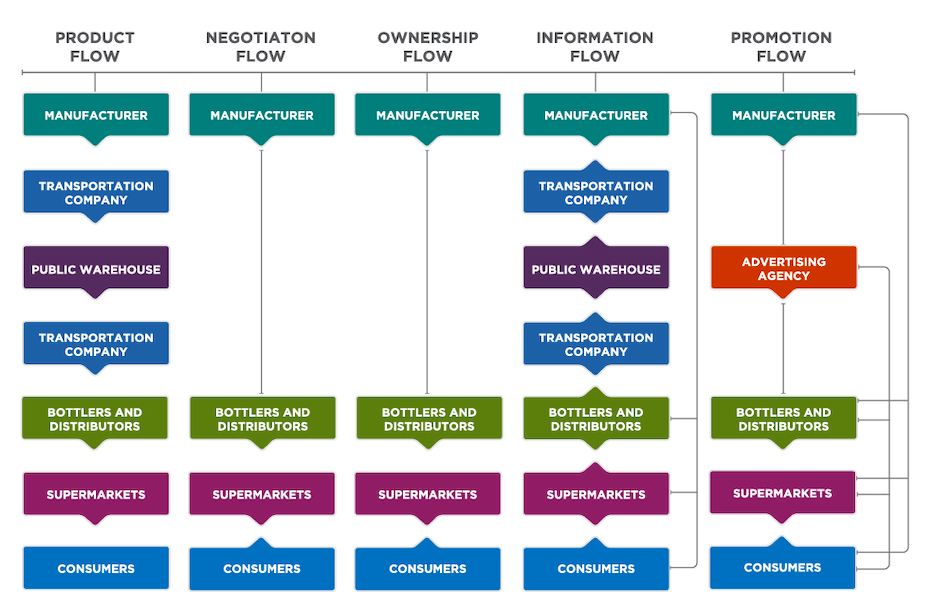 PRODUCT
FLOW
NEGOTIATON
FLOW
OWNERSHIP
FLOW
INFORMATION
FLOW
PROMOTION
FLOW
MANUFACTURER
MANUFACTURER
MANUFACTURER
MANUFACTURER
MANUFACTURER
TRANSPORTATION
COMPANY
TRANSPORTATION
COMPANY
PUBLIC WAREHOUSE
PUBLIC WAREHOUSE
ADVERTISING
AGENCY
TRANSPORTATION
COMPANY
TRANSPORTATION
COMPANY
BOTTLERS AND
DISTRIBUTORS
BOTTLERS AND
DISTRIBUTORS
BOTTLERS AND
DISTRIBUTORS
BOTTLERS AND
DISTRIBUTORS
BOTTLERS AND
DISTRIBUTORS
SUPERMARKETS
SUPERMARKETS
SUPERMARKETS
SUPERMARKETS
SUPERMARKETS
CONSUMERS
CONSUMERS
CONSUMERS
CONSUMERS
CONSUMERS